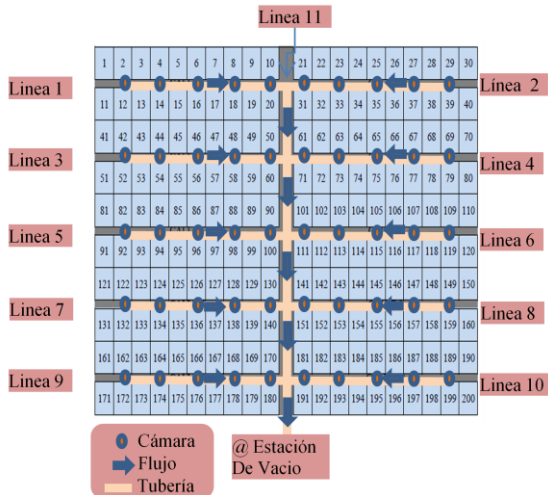 Linea 11
1 2 3 4 5 6 7 8 9 10 21 22 23 24 25 26 27 28 29 30
Linea 1
Linea 2
11 12 13 14 15 16 17 18 19 20 31 32 33 34 35 36 37 38 39 40
41 42 43 44 45 46 47 48 49 50 61 62 63 64 65 66 67 68 69 70
Linea 3
Linea 4
51 52 53 54 55 56 57 58 59 60 71 72 73 74 75 76 77 78 79 80
81 82 83 84 85 86 87 88 89 90 101 102 103 104 105 106 107 108 109 110
Linea 5
Linea 6
91 92 93 94 95 96 97 98 99 100 111 112 113 114 115 116 117 118 119 120
121 122 123 124 125 126 127 128 129 130 141 142 143 144 145 146 147 148 149 150
Linea 7
Linea 8
131 132 133 134 135 136 137 138 139 140 151 152 153 154 155 156 157 158 159 160
161 162 163 164 165 166 167 168 169 170 181 182 183 184 185 186 187 188 189 190
Linea 9
Linea 10
171 172 173 174 175 176 177 178 179 180 191 192 193 194 195 196 197 198 199 200
Cámara
Flujo
Tubería
@ Estación
De Vacio